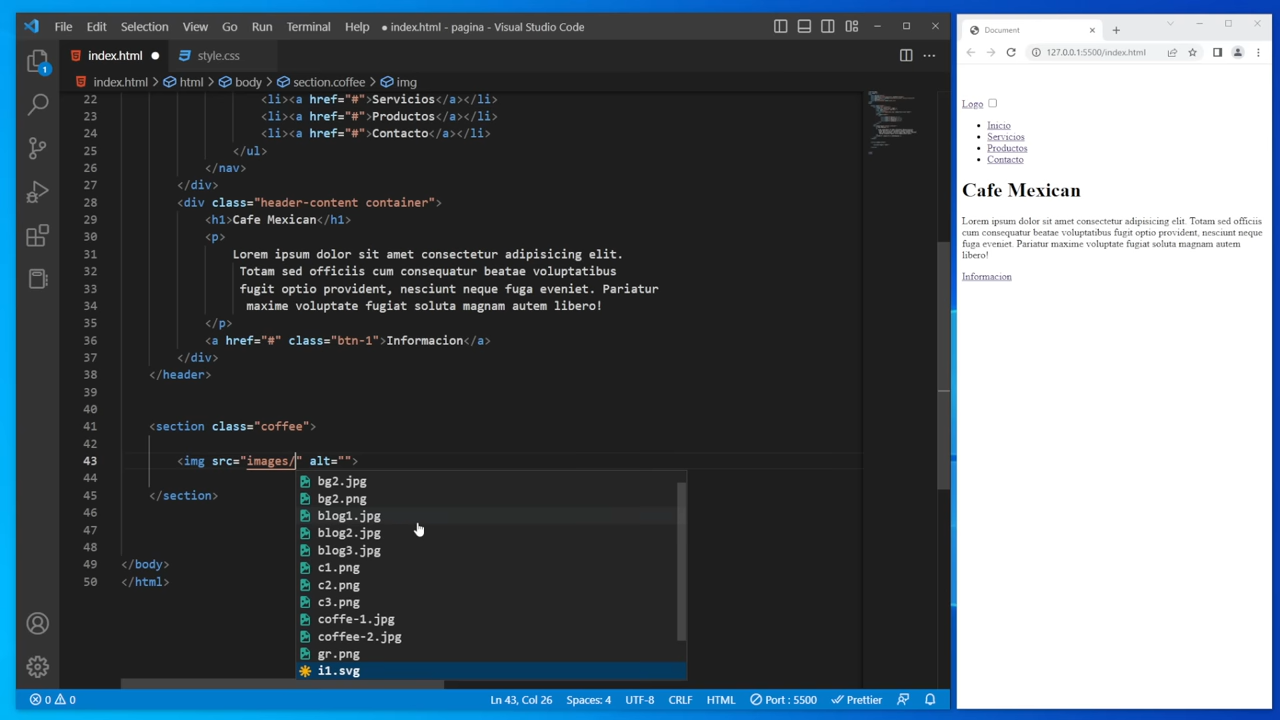 File Edit Selection View Go Run Terminal Help ● index.html - pagina - Visual Studio Code
index.html ● style.css
index.html > html > body > section.coffee > img
1
22 <li><a href="#">Servicios</a></li>
23 <li><a href="#">Productos</a></li>
24 <li><a href="#">Contacto</a></li>
25 </ul>
26 </nav>
27 </div>
28 <div class="header-content container">
29 <h1>Cafe Mexican</h1>
30 <p>
31 Lorem ipsum dolor sit amet consectetur adipisicing elit.
32 Totam sed officiis cum consequatur beatae voluptatibus
33 fugit optio provident, nesciunt neque fuga eveniet. Pariatur
34 maxime voluptate fugiat soluta magnam autem libero!
35 </p>
36 <a href="#" class="btn-1">Informacion</a>
37 </div>
38 </header>
39
40
41 <section class="coffee">
42
43 <img src="images/" alt="">
44
45 </section>
46
47
48
49 </body>
50 </html>
bg2.jpg
bg2.png
blog1.jpg
blog2.jpg
blog3.jpg
c1.png
c2.png
c3.png
coffe-1.jpg
coffee-2.jpg
gr.png
i1.svg
0 0 Ln 43, Col 26 Spaces: 4 UTF-8 CRLF HTML Port : 5500 Prettier
Document
127.0.0.1:5500/index.html
Logo
Inicio
Servicios
Productos
Contacto
Cafe Mexican
Lorem ipsum dolor sit amet consectetur adipisicing elit. Totam sed officiis
cum consequatur beatae voluptatibus fugit optio provident, nesciunt neque
fuga eveniet. Pariatur maxime voluptate fugiat soluta magnam autem
libero!
Informacion